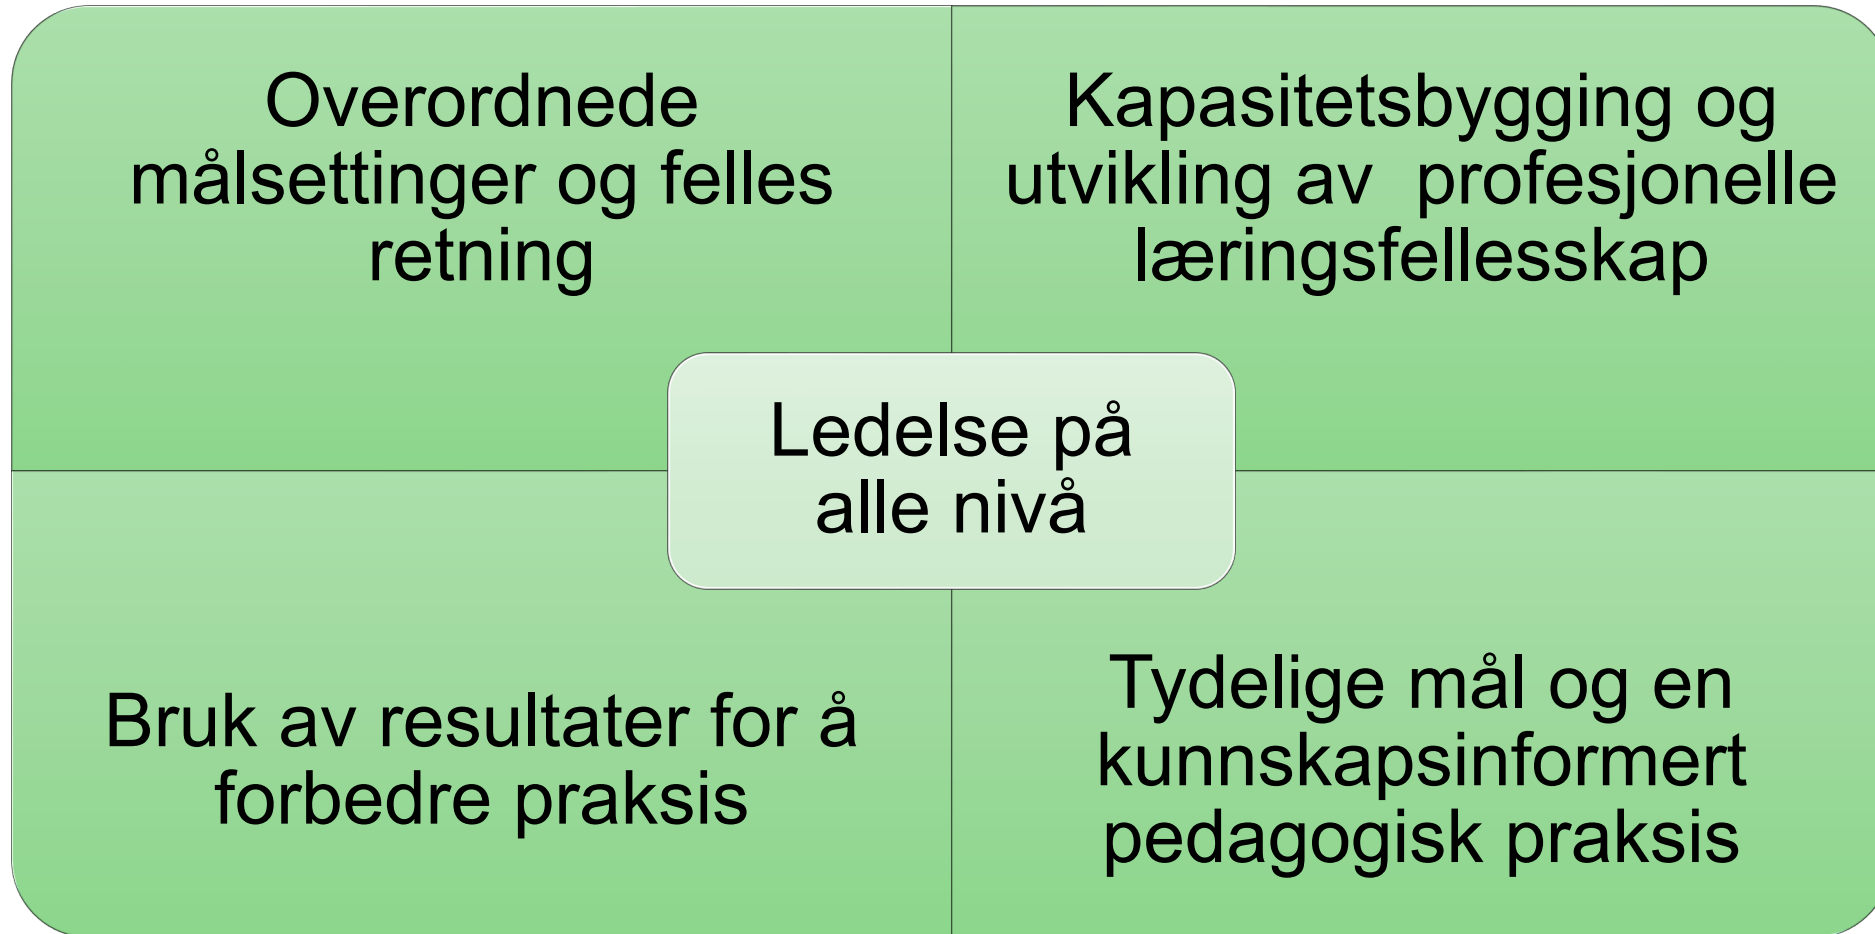 Overordnede
målsettinger og felles
retning
Kapasitetsbygging og
utvikling av  profesjonelle
læringsfellesskap
Ledelse på
alle nivå
Bruk av resultater for å
forbedre praksis
Tydelige mål og en
kunnskapsinformert
pedagogisk praksis